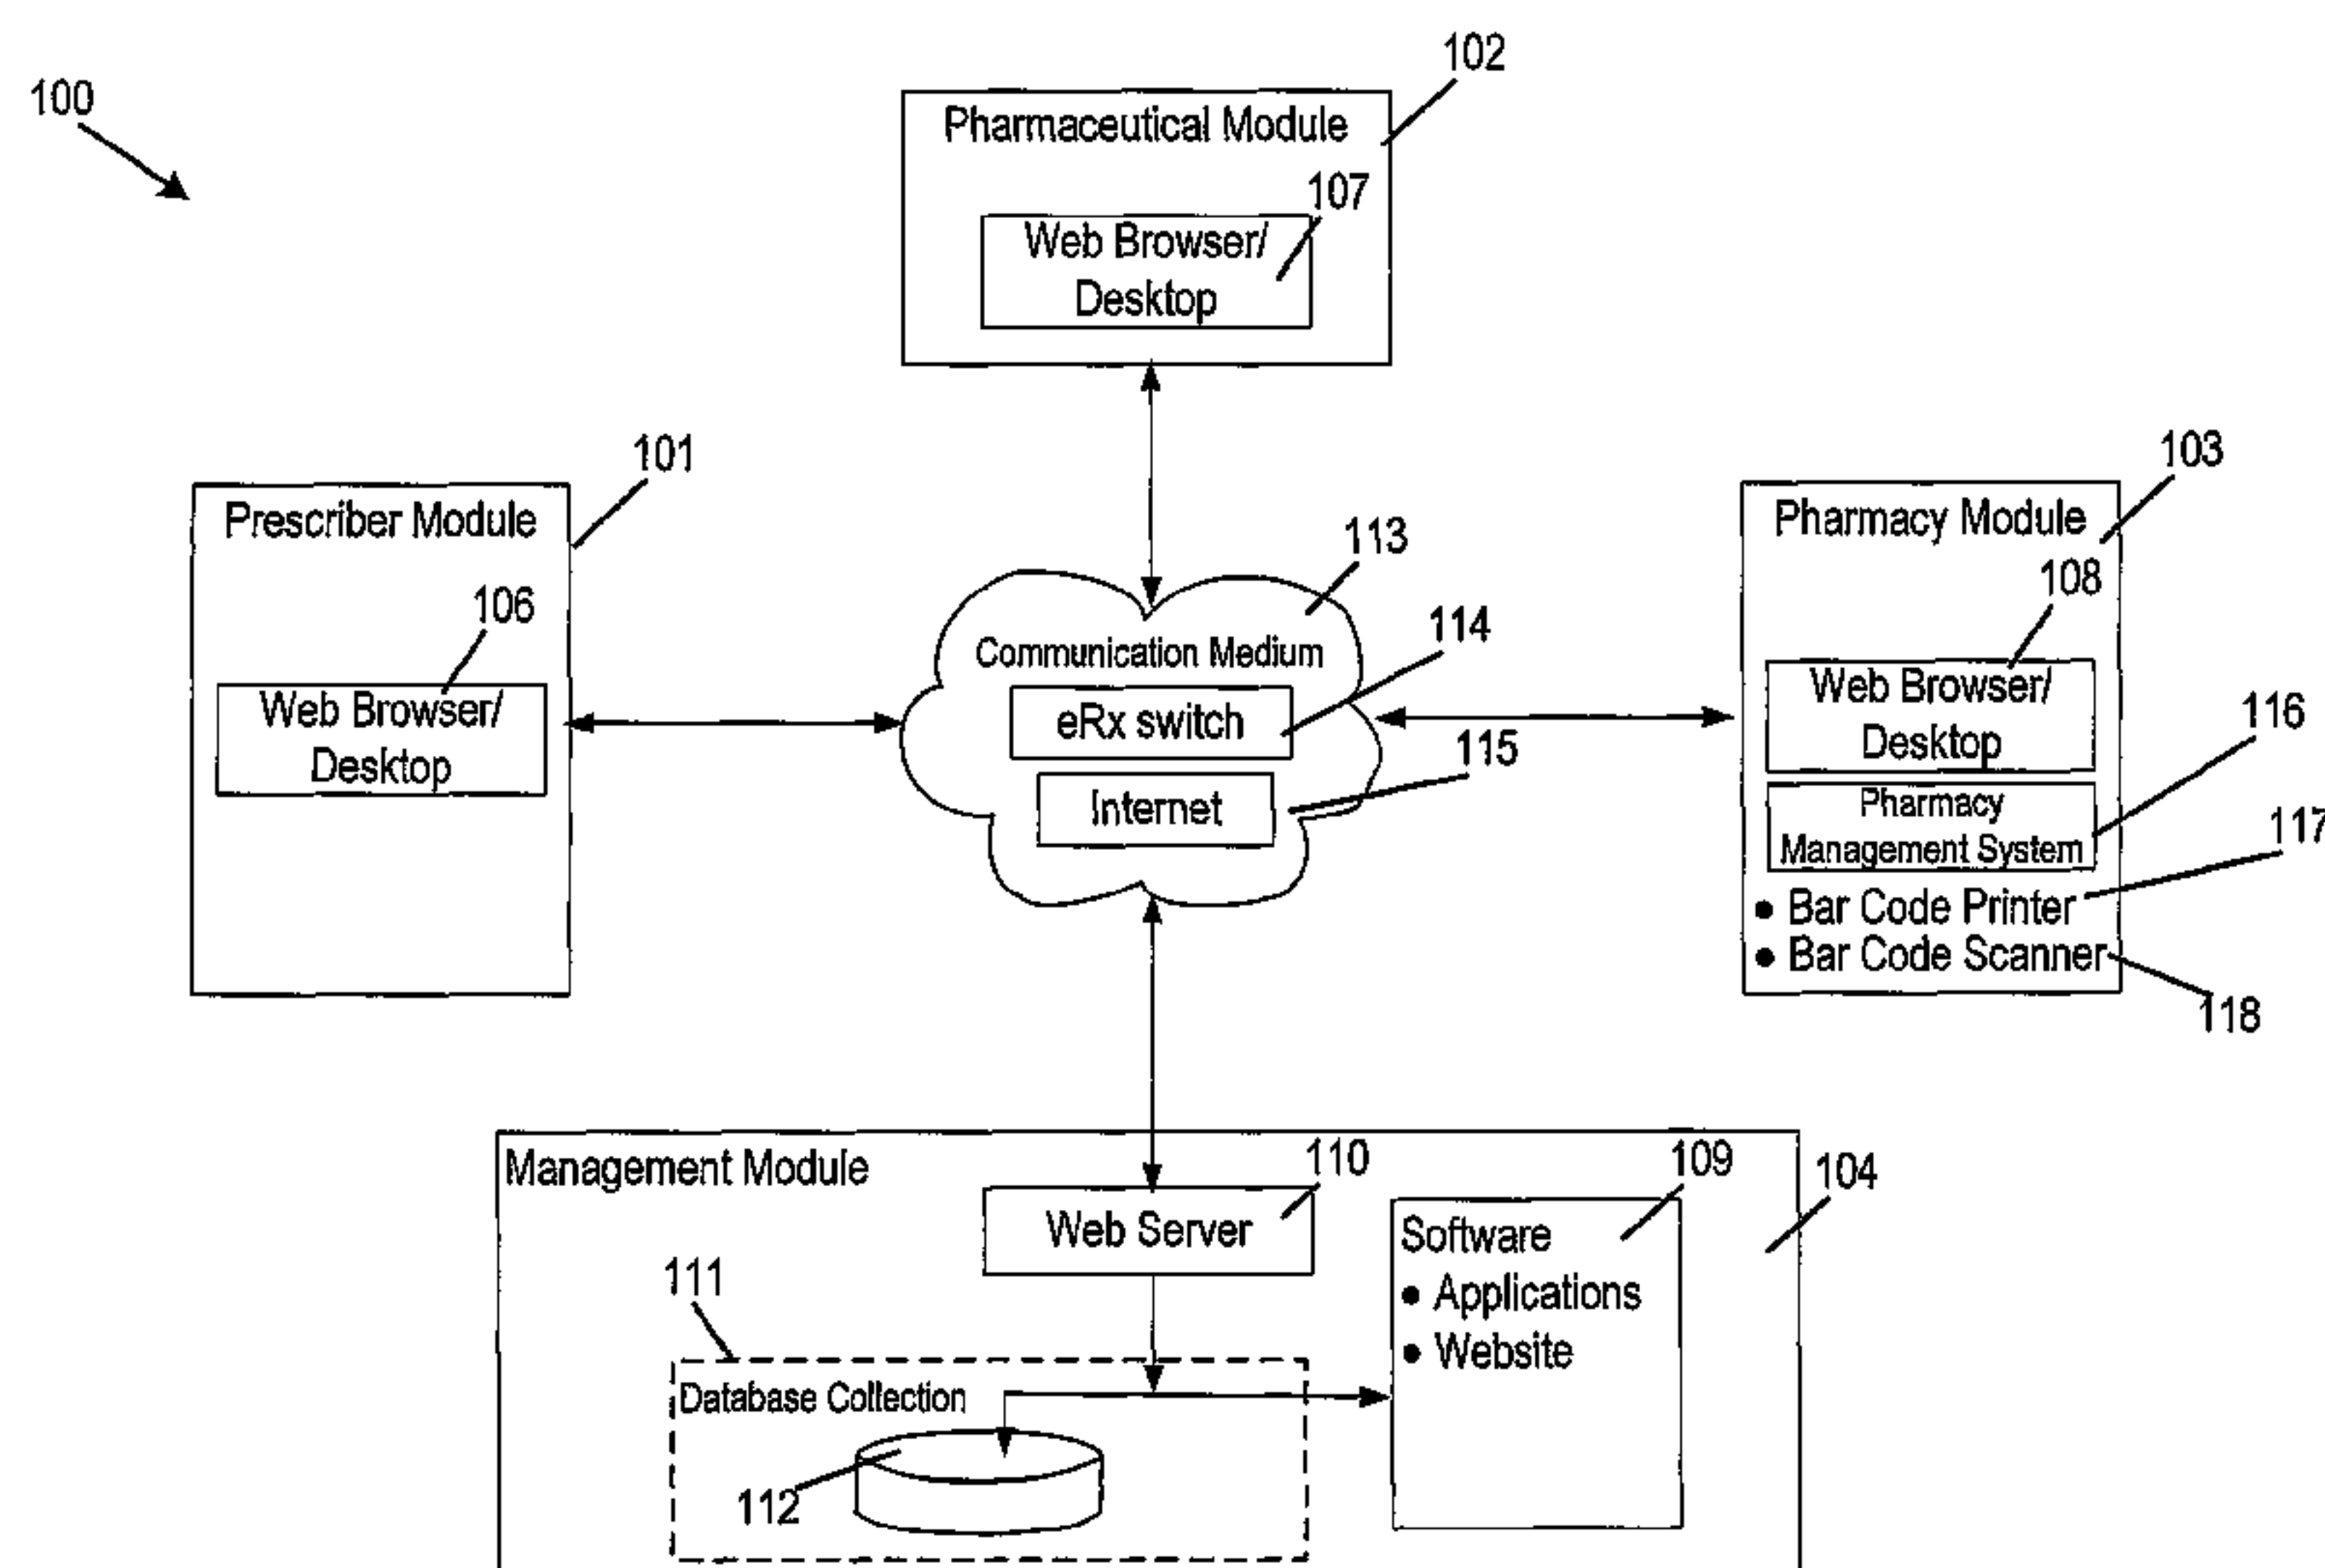 102
100
Pharmaceutical Module
107
Web Browser/
Desktop
101
103
Prescriber Module
Pharmacy Module
113
106
108
114
Communication Medium
Web Browser/
Desktop
eRx switch
Web Browser/
Desktop
116
115
Internet
Pharmacy
Management System
117
• Bar Code Printer
• Bar Code Scanner
118
Management Module
110
109
104
Web Server
Software
111
• Applications
• Website
Database Collection
112